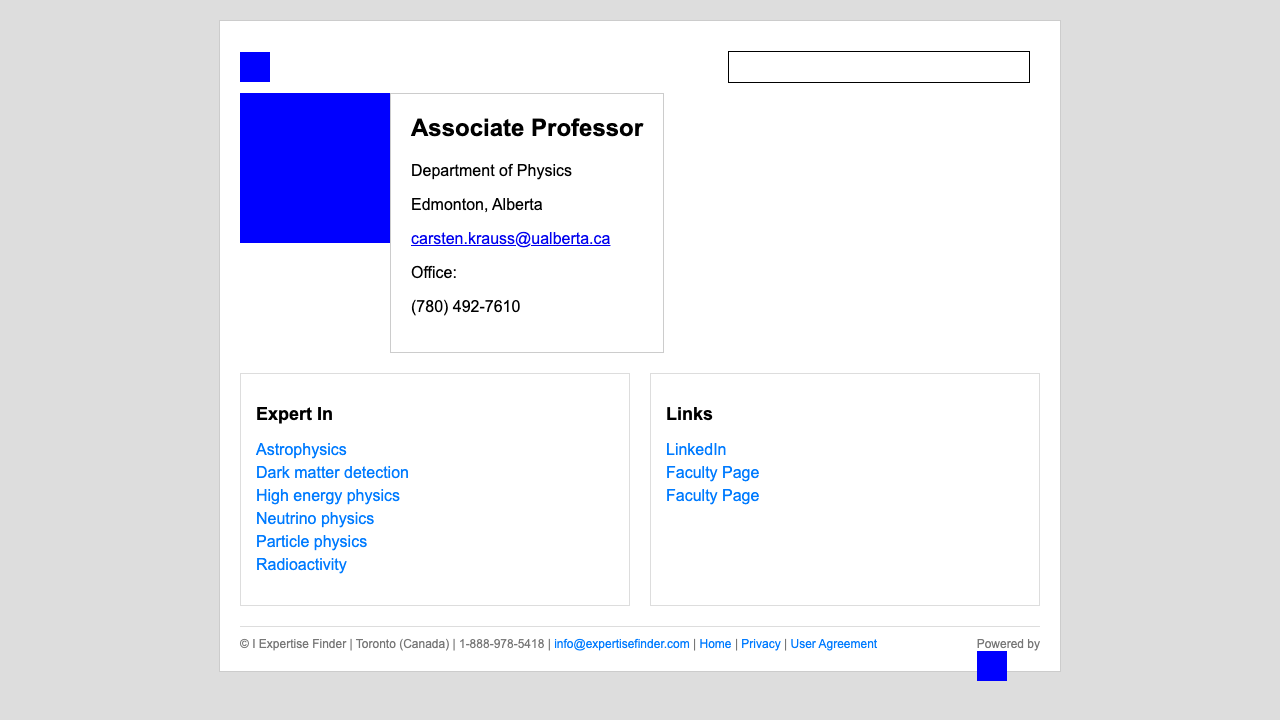 Associate Professor
Department of Physics
Edmonton, Alberta
carsten.krauss@ualberta.ca
Office:
(780) 492-7610
Expert In
Astrophysics
Dark matter detection
High energy physics
Neutrino physics
Particle physics
Radioactivity
Links
LinkedIn
Faculty Page
Faculty Page
© I Expertise Finder | Toronto (Canada) | 1-888-978-5418 | info@expertisefinder.com | Home | Privacy | User Agreement
Powered by